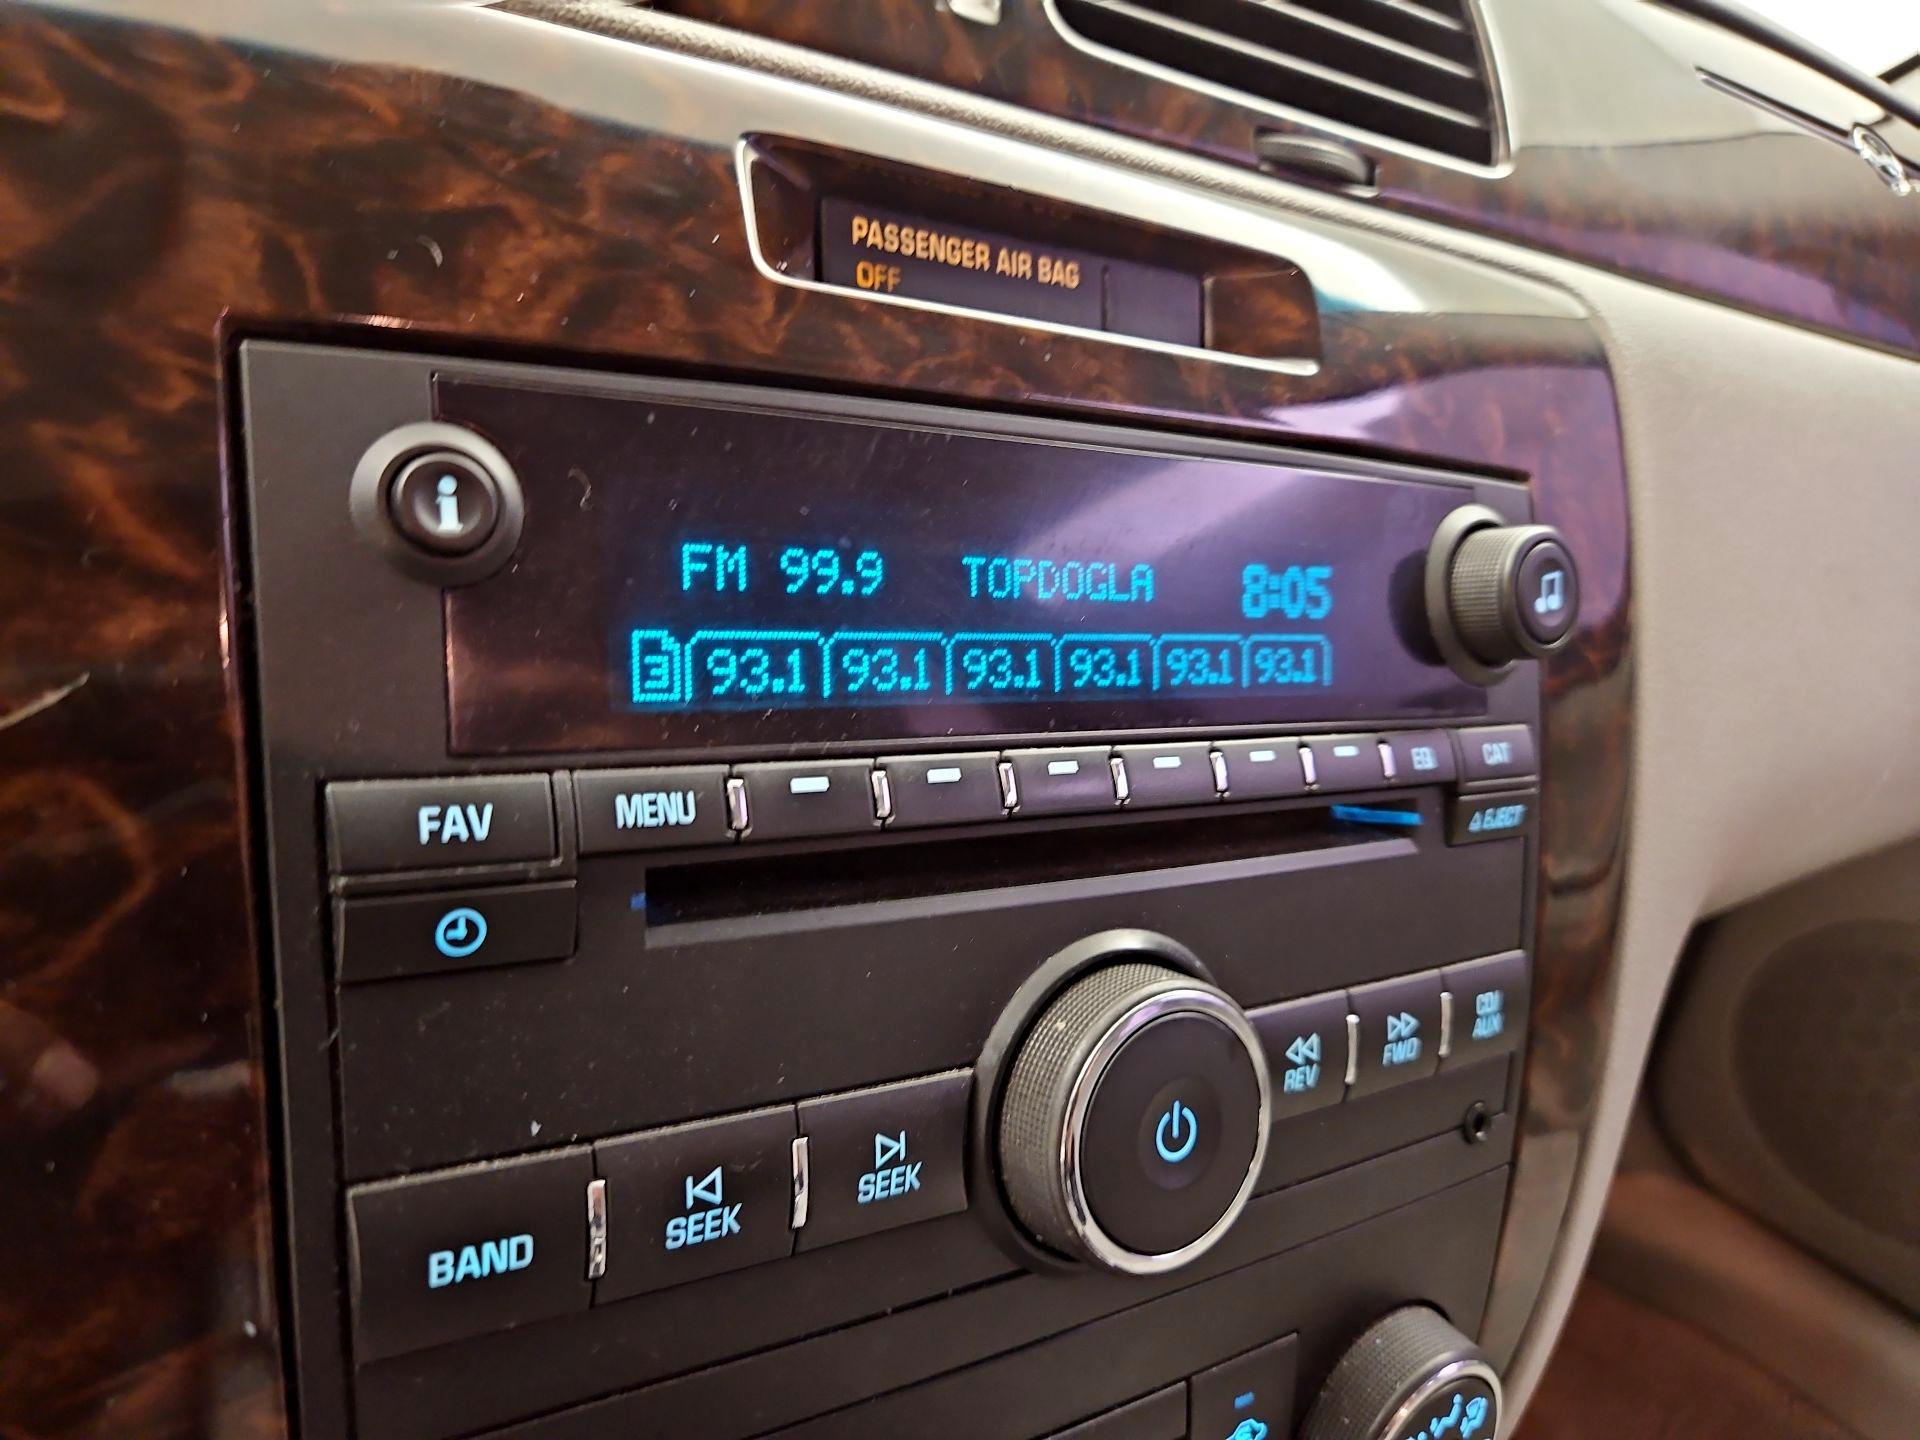 PASSENGER AIR BAG
OFF
i
FM 99.9 TOPDOGLA 8:05
3 93.1 93.1 93.1 93.1 93.1 93.1
FAV MENU EQ CAT
EJECT
REV FWD CD/
AUX
BAND SEEK SEEK